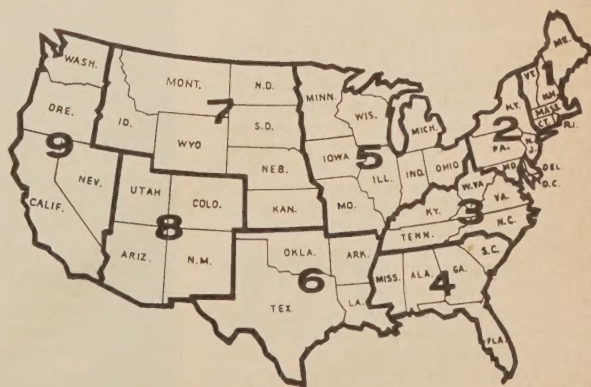 WASH.
ORE.
9
NEV.
CALIF.
MONT.
N.D.
7
ID.
WYO
S.D.
NEB.
KAN.
UTAH
COLO.
8
ARIZ.
N.M.
OKLA.
ARK.
6
TEX.
LA.
MINN.
WIS.
MICH.
IOWA
5
ILL.
IND.
OHIO
MO.
ME.
VT.
1
N.H.
MASS
CT.
R.I.
N.Y.
2
PA.
N.
J.
MD.
DEL
D.C.
W.VA
VA.
KY.
3
TENN.
N.C.
S.C.
MISS.
ALA.
GA.
4
FLA.